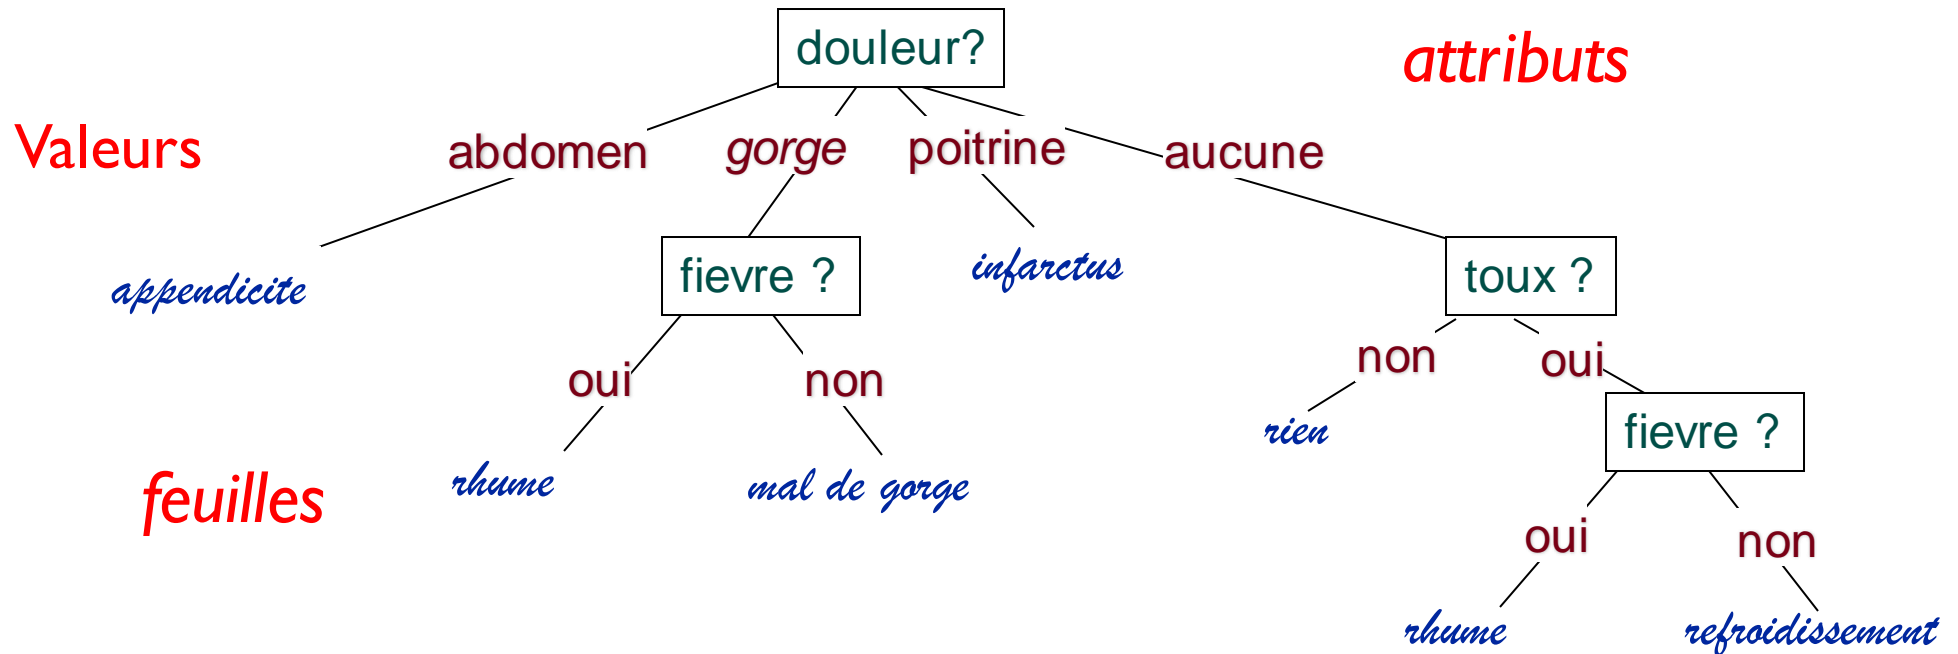 douleur?
attributs
Valeurs
abdomen
gorge
poitrine
aucune
appendicite
fievre ?
infarctus
toux ?
oui
non
non
oui
rien
fievre ?
feuilles
rhume
mal de gorge
oui
non
rhume
refroidissement